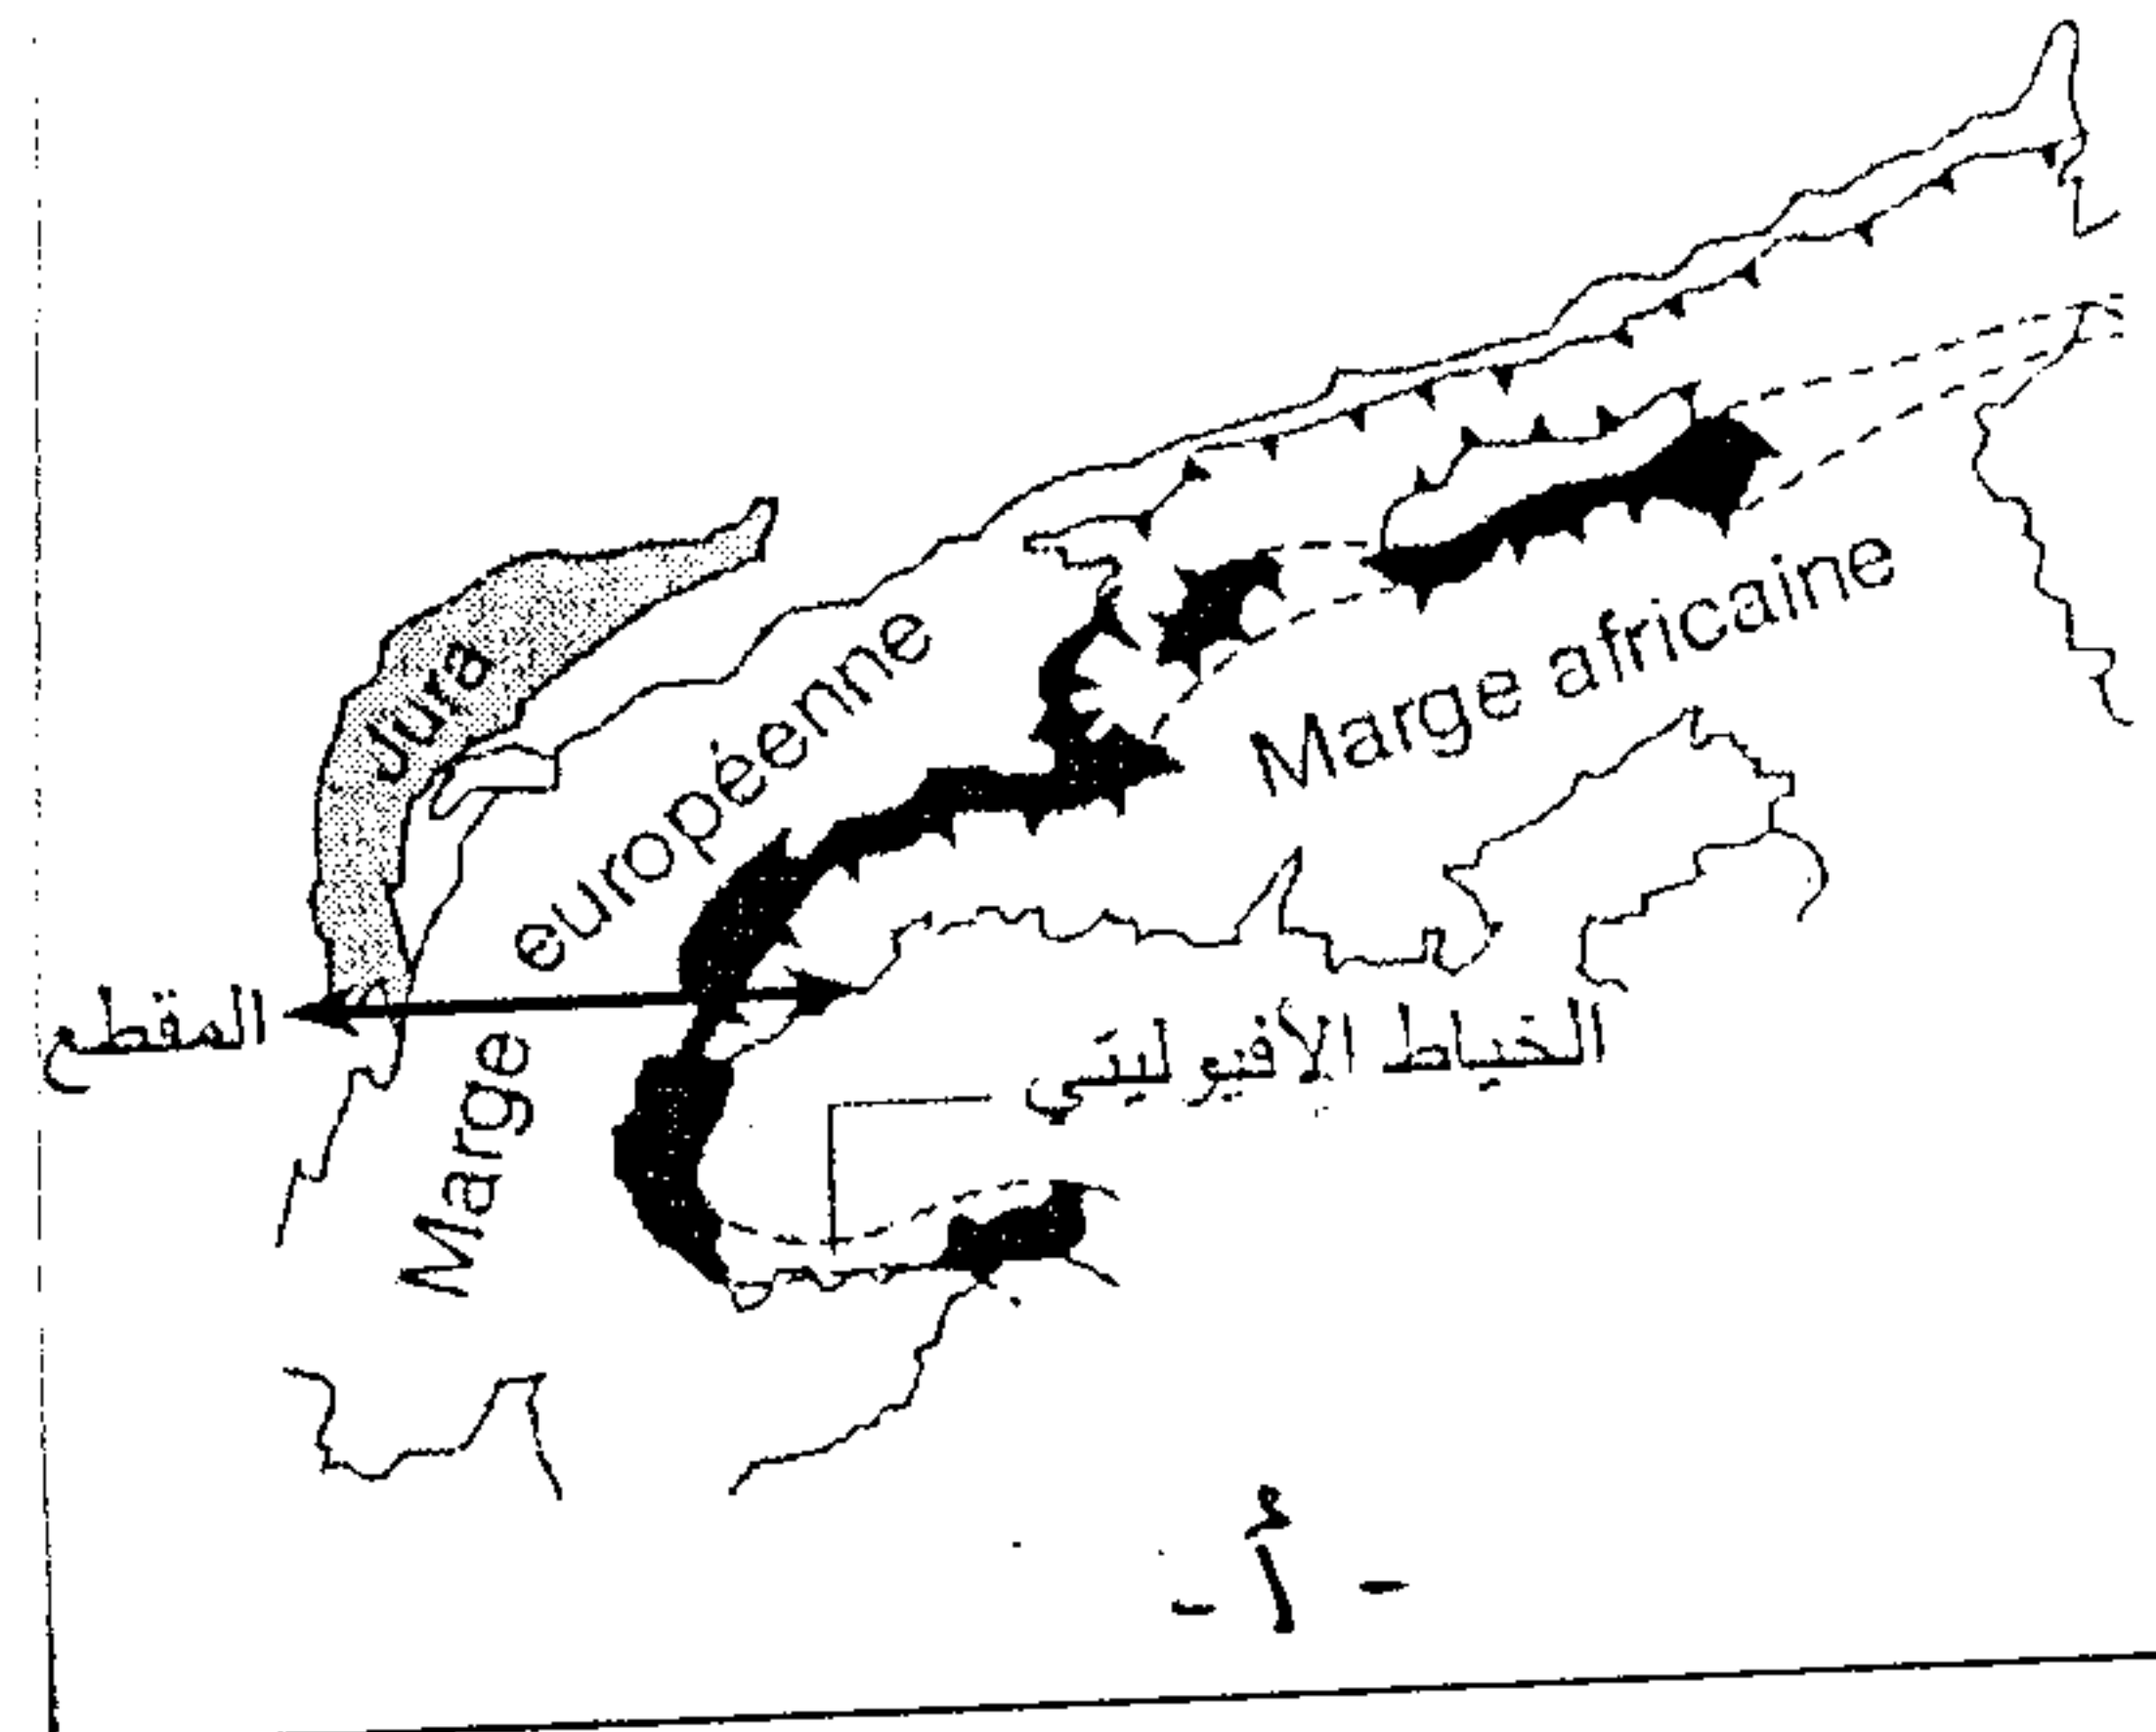 Jura
Marge européenne
Marge africaine
المقطع
الخياط الأفيوليتي
- أ -